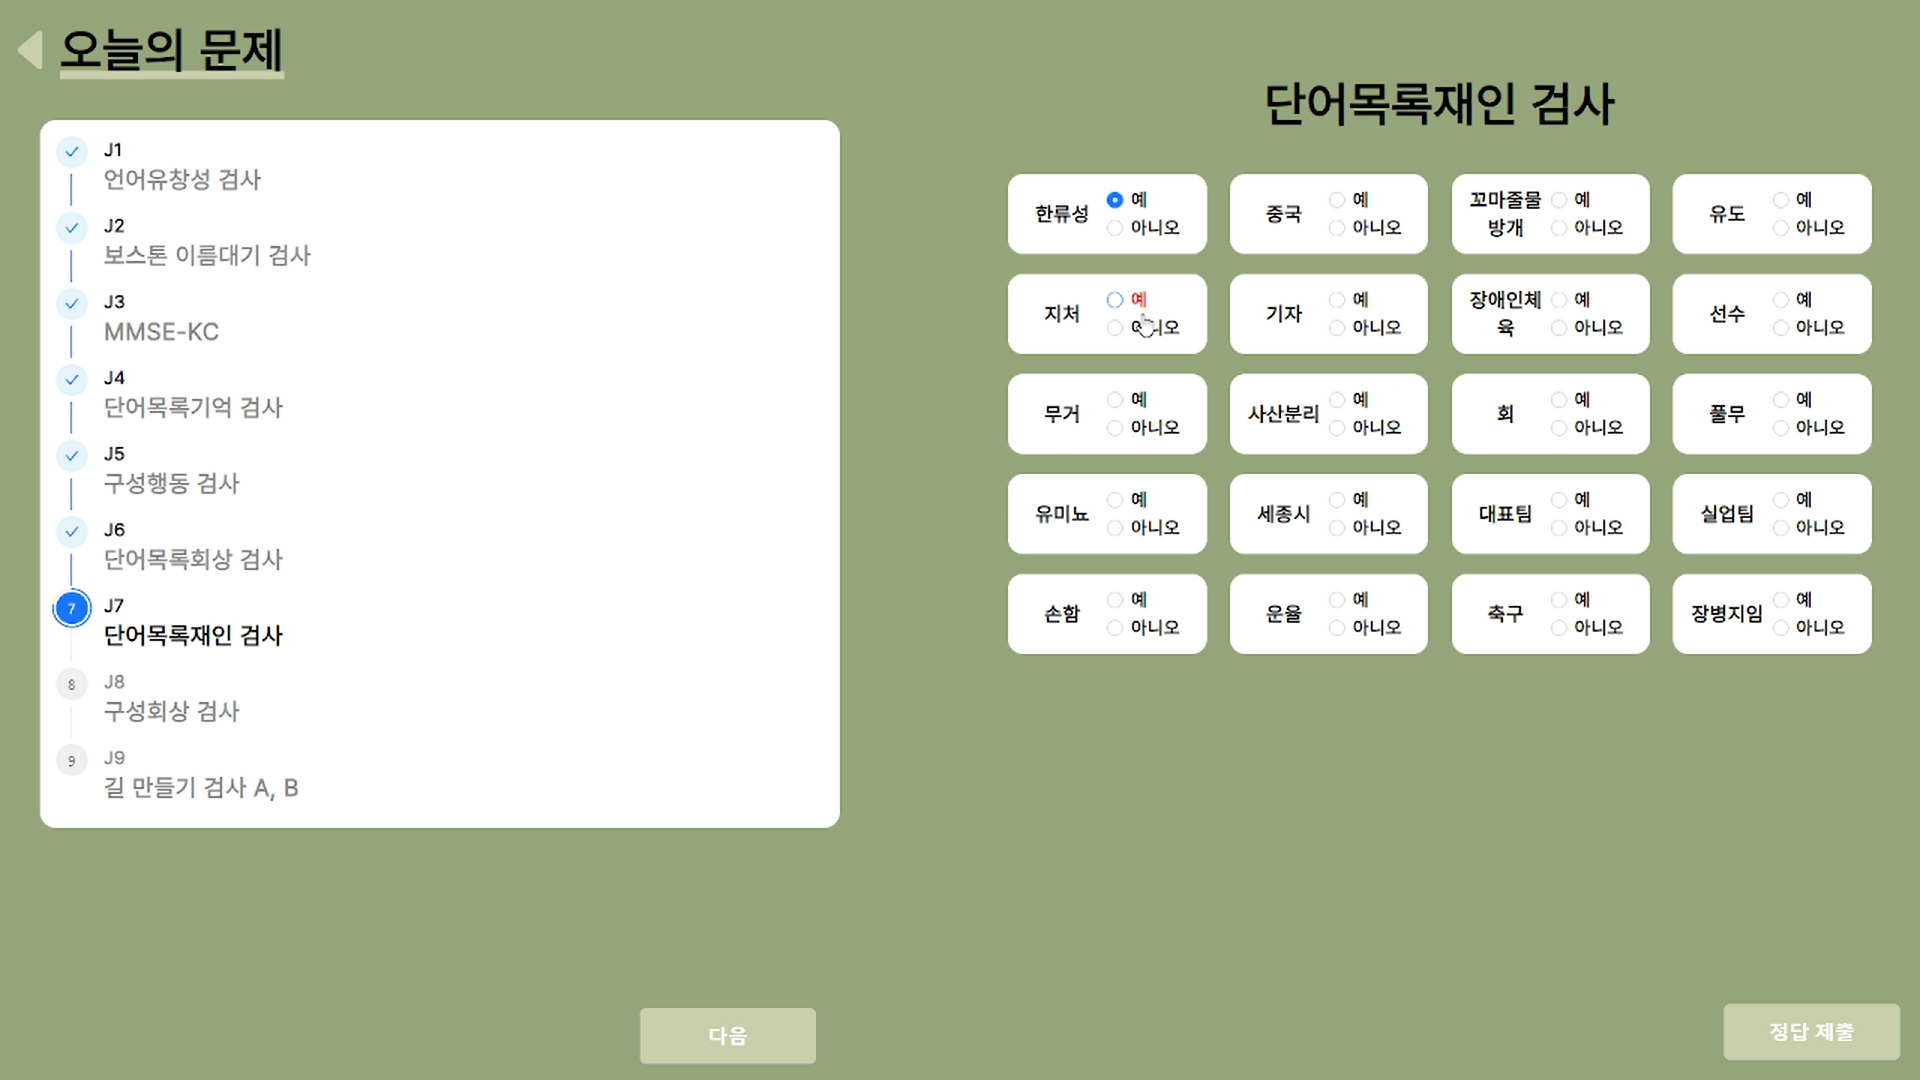 오늘의 문제
J1
언어유창성 검사
J2
보스톤 이름대기 검사
J3
MMSE-KC
J4
단어목록기억 검사
J5
구성행동 검사
J6
단어목록회상 검사
7
J7
단어목록재인 검사
8
J8
구성회상 검사
9
J9
길 만들기 검사 A, B
다음
단어목록재인 검사
한류성
예
아니오
중국
예
아니오
꼬마줄물
방개
예
아니오
유도
예
아니오
지처
예
아니오
기자
예
아니오
장애인체
육
예
아니오
선수
예
아니오
무거
예
아니오
사산분리
예
아니오
회
예
아니오
풀무
예
아니오
유미뇨
예
아니오
세종시
예
아니오
대표팀
예
아니오
실업팀
예
아니오
손함
예
아니오
운율
예
아니오
축구
예
아니오
장병지임
예
아니오
정답 제출